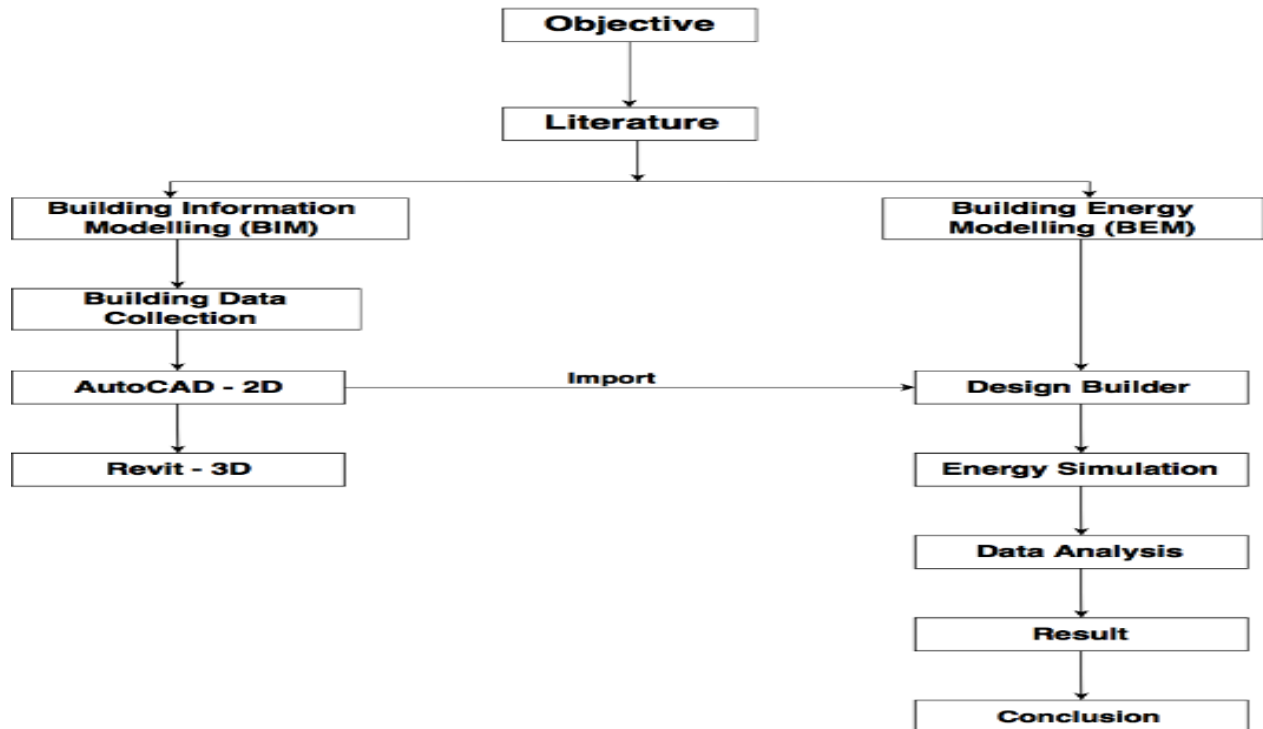 Objective
Literature
Building Information
Modelling (BIM)
Building Energy
Modelling (BEM)
Building Data
Collection
AutoCAD - 2D
Import
Design Builder
Revit - 3D
Energy Simulation
Data Analysis
Result
Conclusion